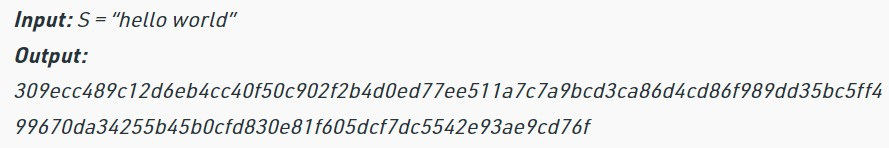 Input: S = “hello world”
Output:
309ecc489c12d6eb4cc40f50c902f2b4d0ed77ee511a7c7a9bcd3ca86d4cd86f989dd35bc5ff4
99670da34255b45b0cfd830e81f605dcf7dc5542e93ae9cd76f